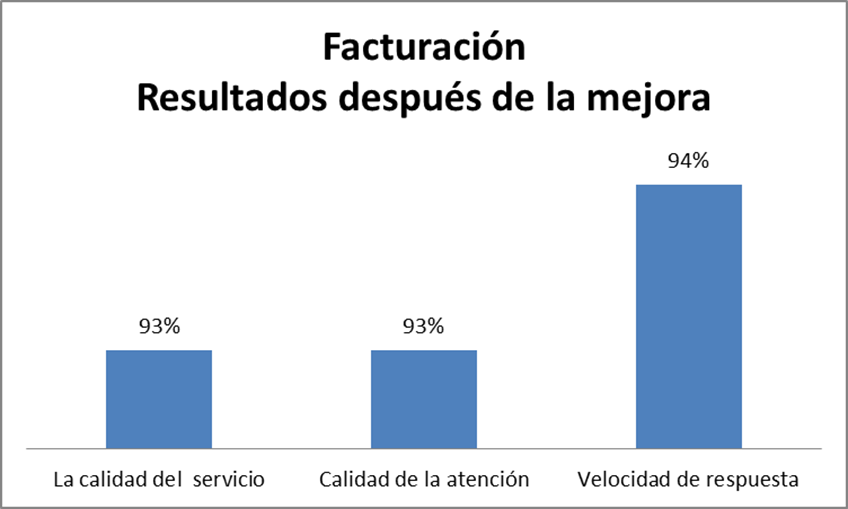 Facturación
Resultados después de la mejora
94%
93%
93%
La calidad del  servicio
Calidad de la atención
Velocidad de respuesta